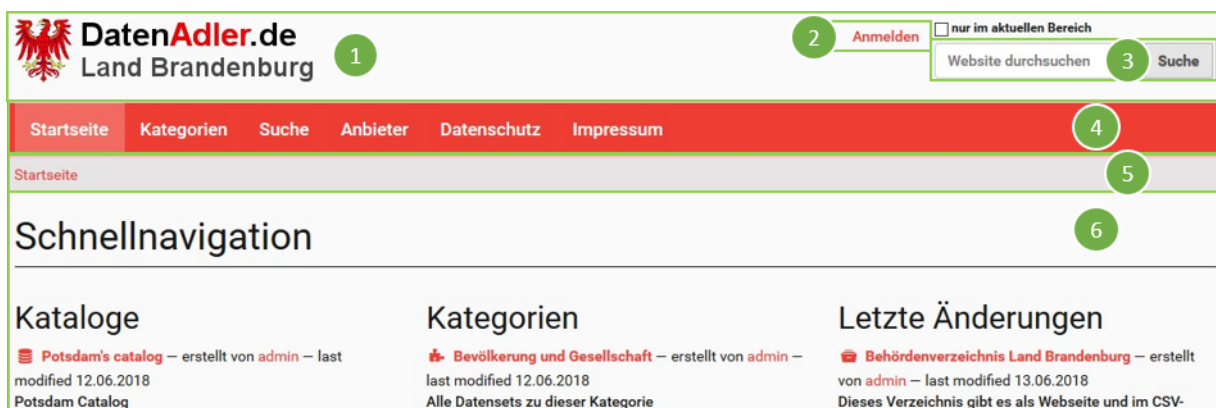 DatenAdler.de
Land Brandenburg
1
2
Anmelden
nur im aktuellen Bereich
Website durchsuchen
3
Suche
Startseite Kategorien Suche Anbieter Datenschutz Impressum
4
Startseite
5
Schnellnavigation
6
Kataloge
Potsdam's catalog — erstellt von admin — last
modified 12.06.2018
Potsdam Catalog
Kategorien
Bevölkerung und Gesellschaft — erstellt von admin —
last modified 12.06.2018
Alle Datensets zu dieser Kategorie
Letzte Änderungen
Behördenverzeichnis Land Brandenburg — erstellt
von admin — last modified 13.06.2018
Dieses Verzeichnis gibt es als Webseite und im CSV-